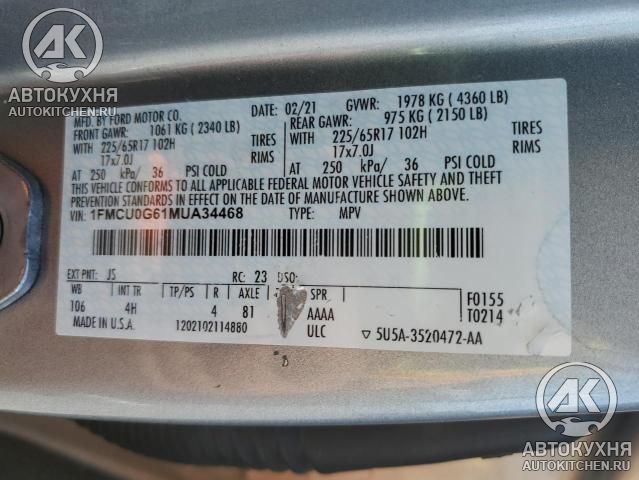 АК
АВТОКУХНЯ
AUTOKITCHEN.RU
MFD. BY FORD MOTOR CO.
DATE: 02/21 GVWR: 1978 KG ( 4360 LB)
FRONT GAWR: 1061 KG ( 2340 LB) REAR GAWR: 975 KG ( 2150 LB)
WITH 225/65R17 102H TIRES WITH 225/65R17 102H TIRES
17x7.0J RIMS 17x7.0J RIMS
AT 250 kPa/ 36 PSI COLD AT 250 kPa/ 36 PSI COLD
THIS VEHICLE CONFORMS TO ALL APPLICABLE FEDERAL MOTOR VEHICLE SAFETY AND THEFT
PREVENTION STANDARDS IN EFFECT ON THE DATE OF MANUFACTURE SHOWN ABOVE.
VIN: 1FMCU0G61MUA34468 TYPE: MPV
EXT PNT: JS RC: 23 DSO:
WB INT TR TP/PS R AXLE SPR F0155
106 4H 4 81 AAAA T0214
MADE IN U.S.A. 1202102114880 ULC 5U5A-3520472-AA
АК
АВТОКУХНЯ
AUTOKITCHEN.RU